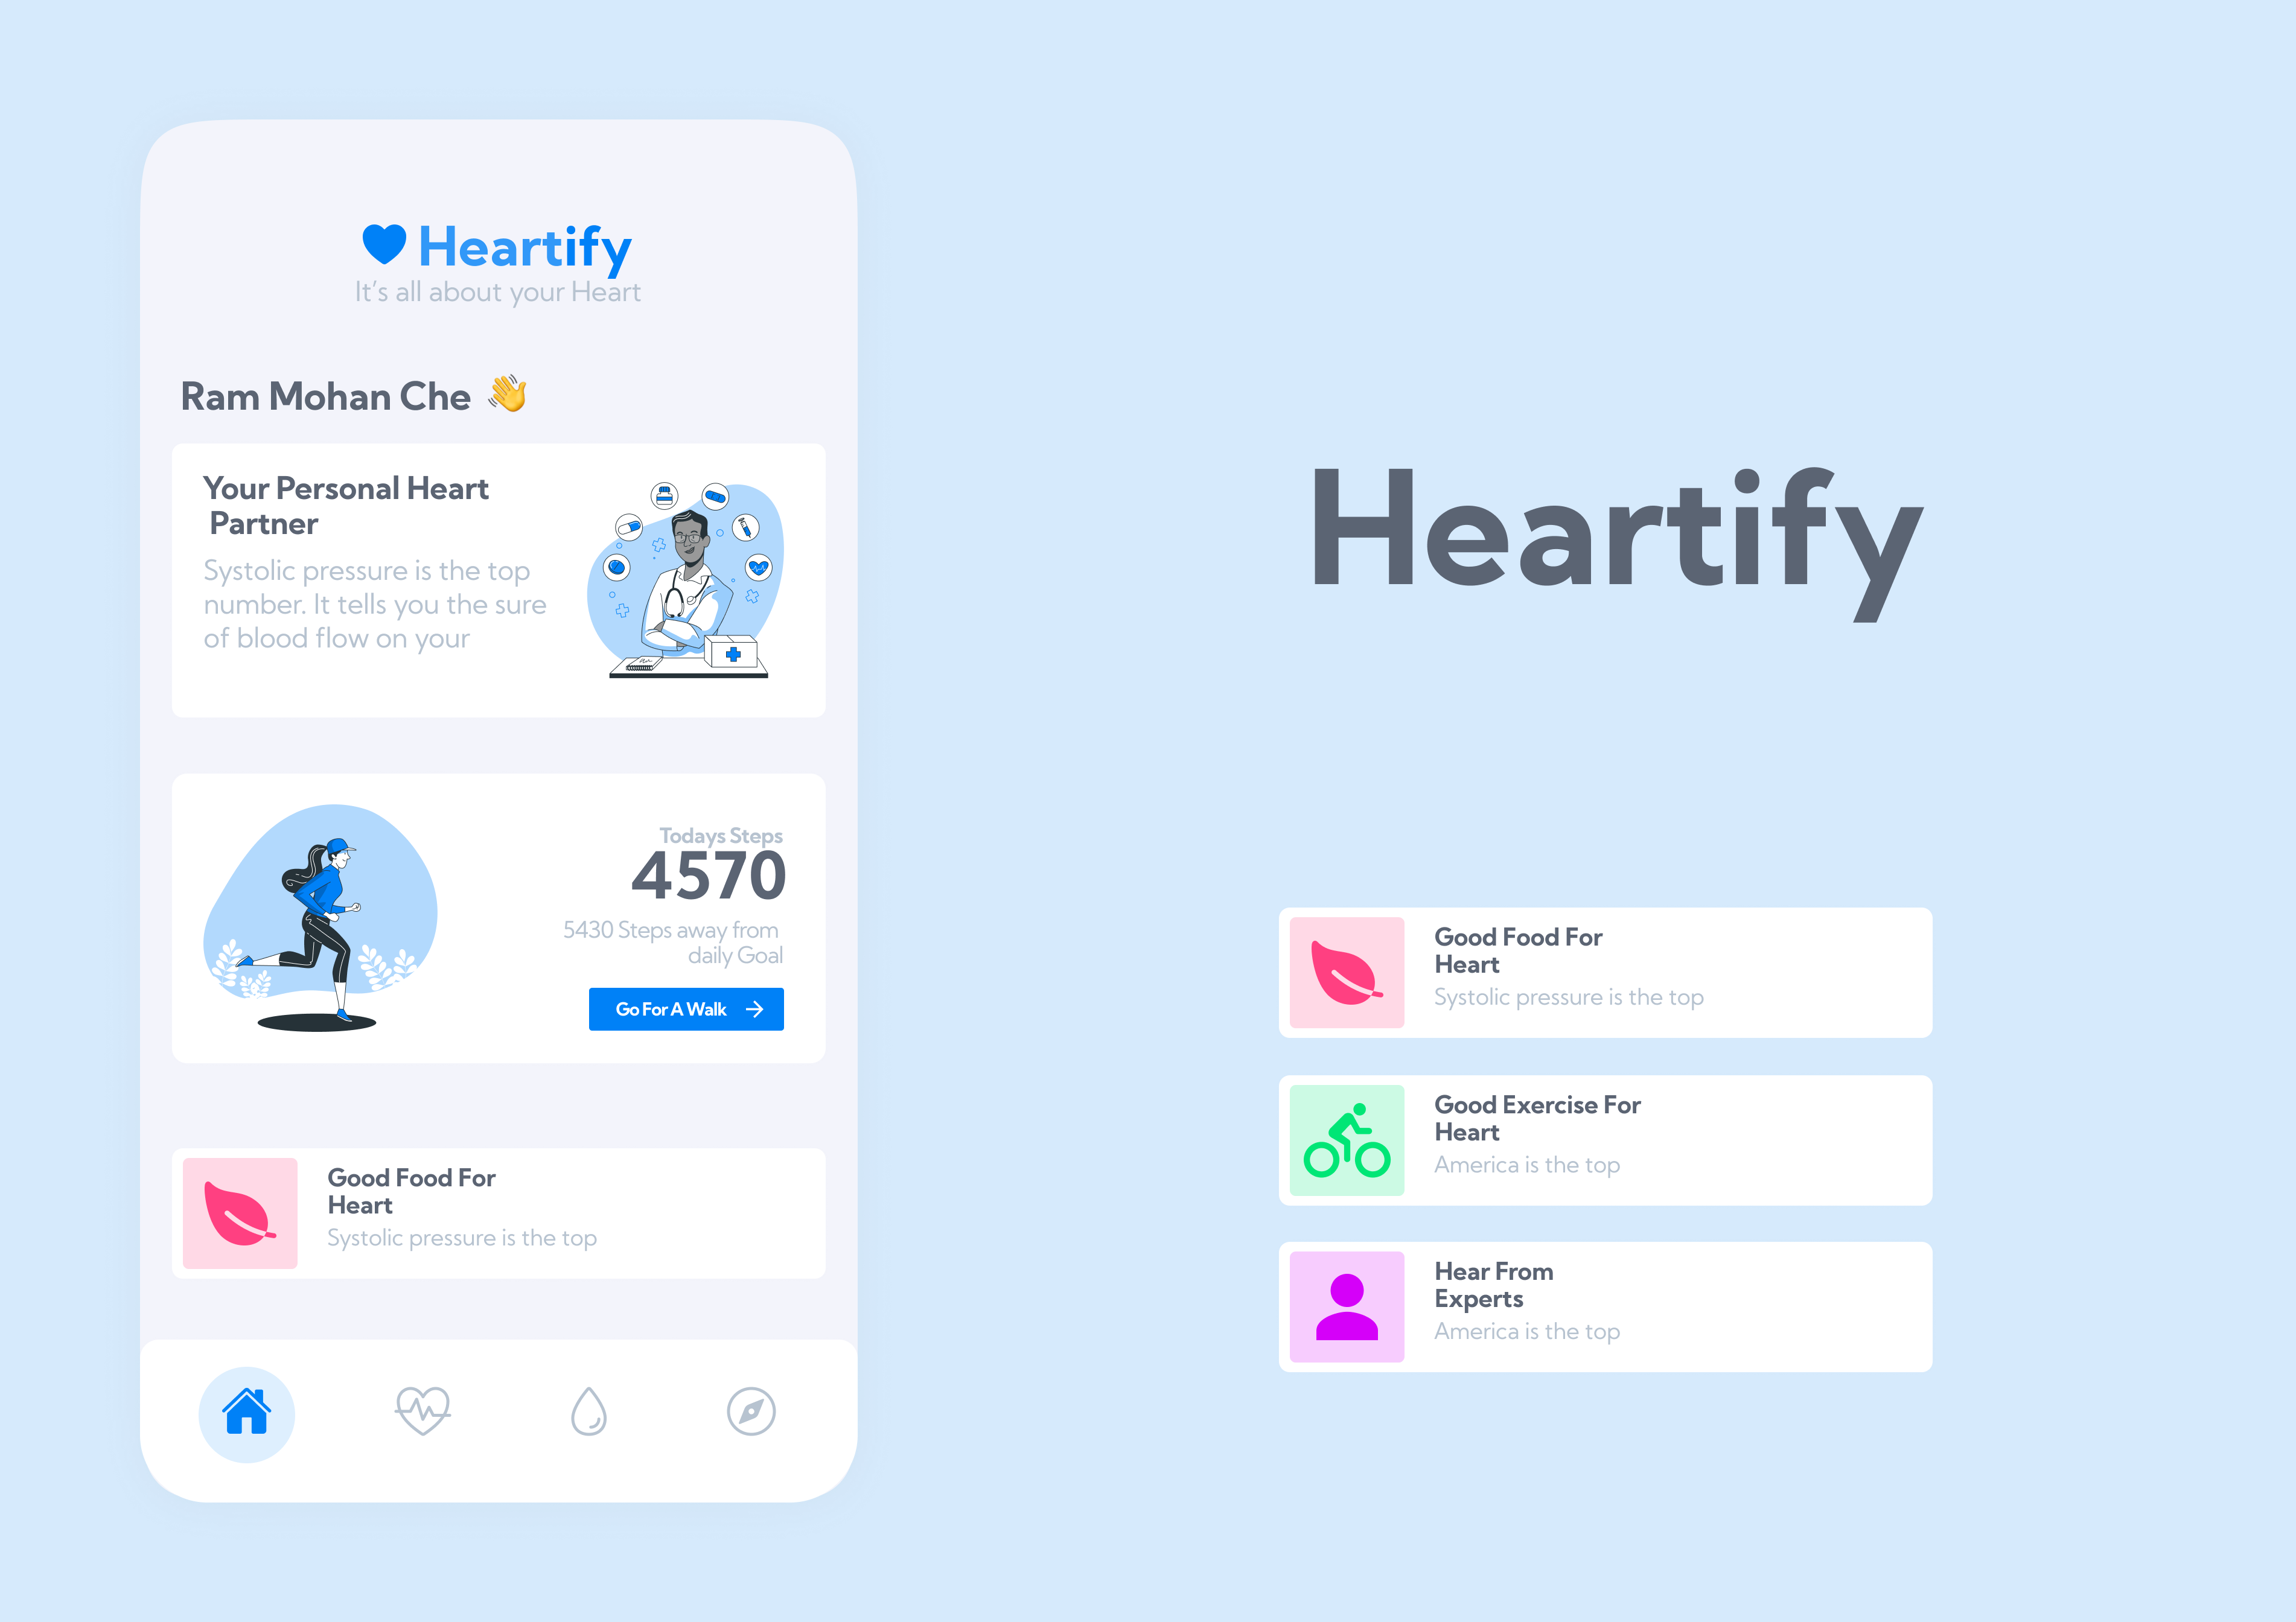 Heartify
It's all about your Heart
Ram Mohan Che 👋
Your Personal Heart
Partner
Systolic pressure is the top
number. It tells you the sure
of blood flow on your
Todays Steps
4570
5430 Steps away from
daily Goal
Go For A Walk
Good Food For
Heart
Systolic pressure is the top
Heartify
Good Food For
Heart
Systolic pressure is the top
Good Exercise For
Heart
America is the top
Hear From
Experts
America is the top